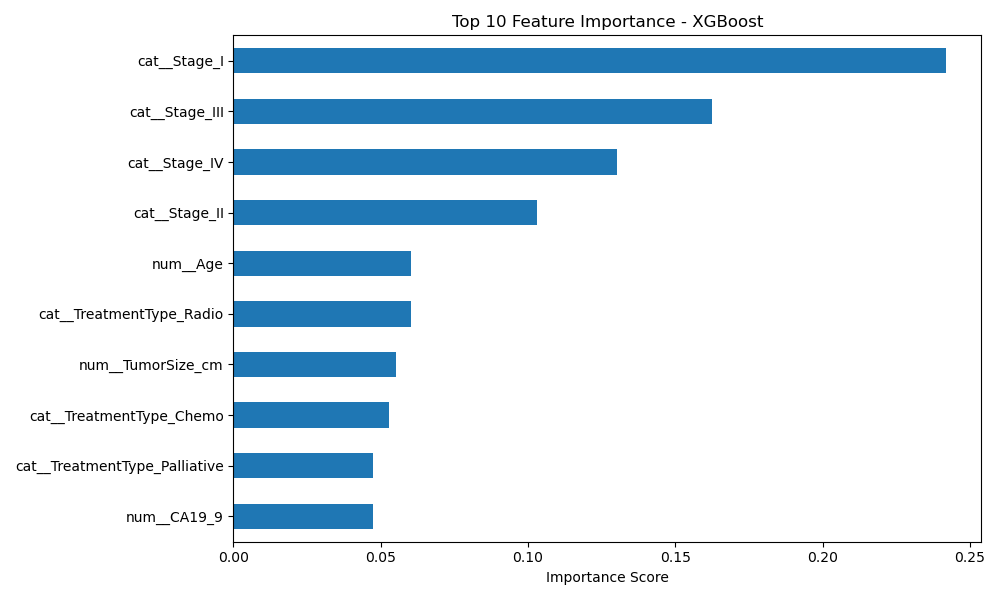 Top 10 Feature Importance - XGBoost
cat__Stage_I
cat__Stage_III
cat__Stage_IV
cat__Stage_II
num__Age
cat__TreatmentType_Radio
num__TumorSize_cm
cat__TreatmentType_Chemo
cat__TreatmentType_Palliative
num__CA19_9
0.00 0.05 0.10 0.15 0.20 0.25
Importance Score